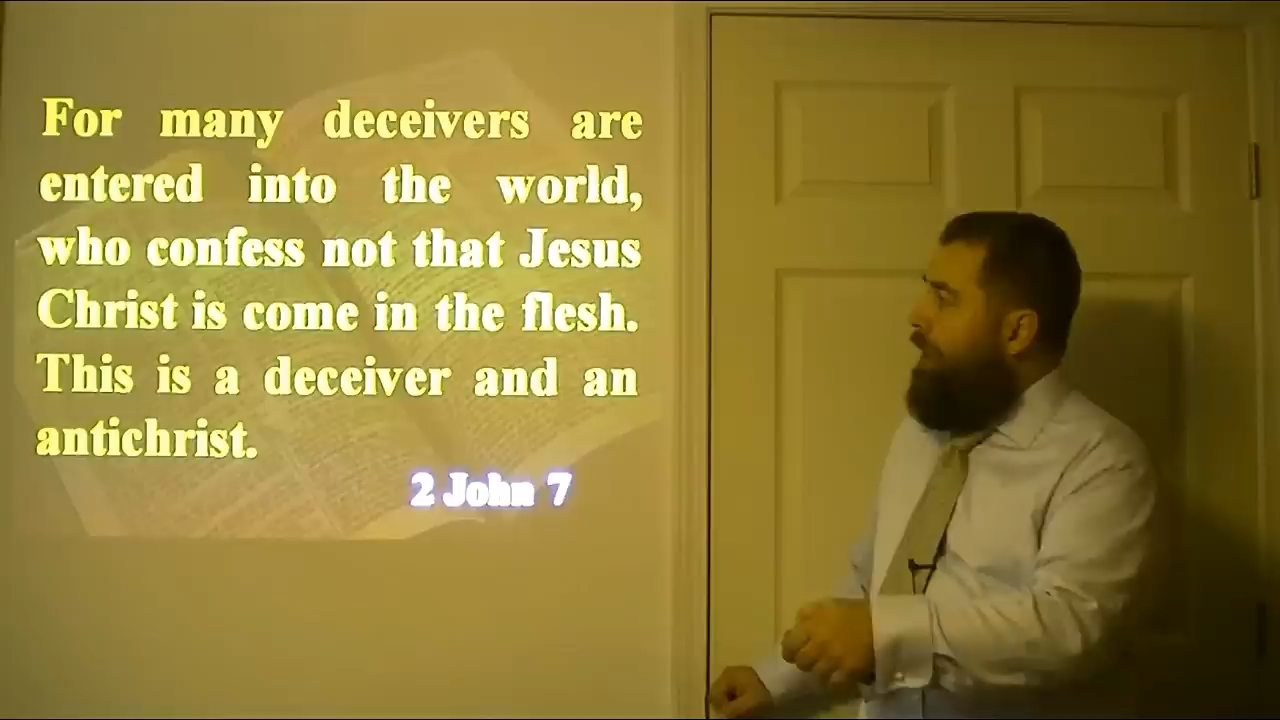 For many deceivers are
entered into the world,
who confess not that Jesus
Christ is come in the flesh.
This is a deceiver and an
antichrist.
2 John 7